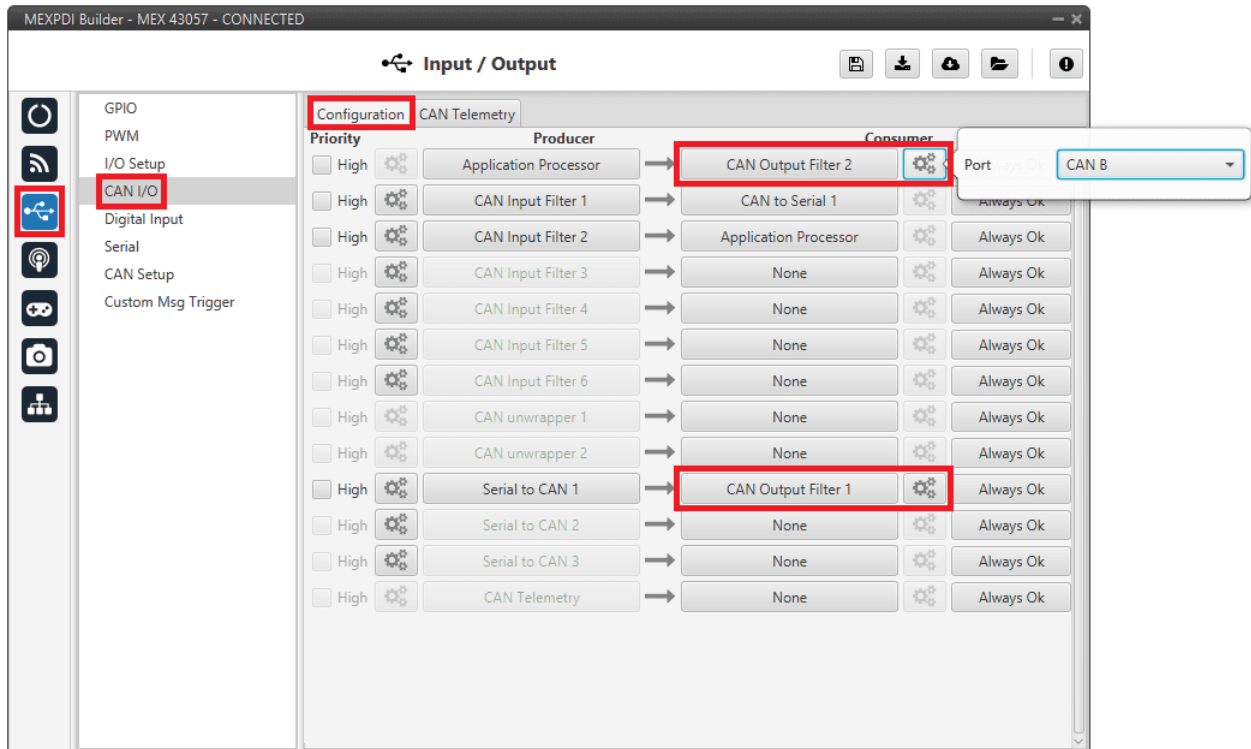 MEXPDI Builder - MEX 43057 - CONNECTED
Input / Output
GPIO
PWM
I/O Setup
CAN I/O
Digital Input
Serial
CAN Setup
Custom Msg Trigger
Configuration CAN Telemetry
Priority Producer Consumer
High Application Processor CAN Output Filter 2 Port CAN B
High CAN Input Filter 1 CAN to Serial 1 Always Ok
High CAN Input Filter 2 Application Processor Always Ok
High CAN Input Filter 3 None Always Ok
High CAN Input Filter 4 None Always Ok
High CAN Input Filter 5 None Always Ok
High CAN Input Filter 6 None Always Ok
High CAN unwrapper 1 None Always Ok
High CAN unwrapper 2 None Always Ok
High Serial to CAN 1 CAN Output Filter 1 Always Ok
High Serial to CAN 2 None Always Ok
High Serial to CAN 3 None Always Ok
High CAN Telemetry None Always Ok